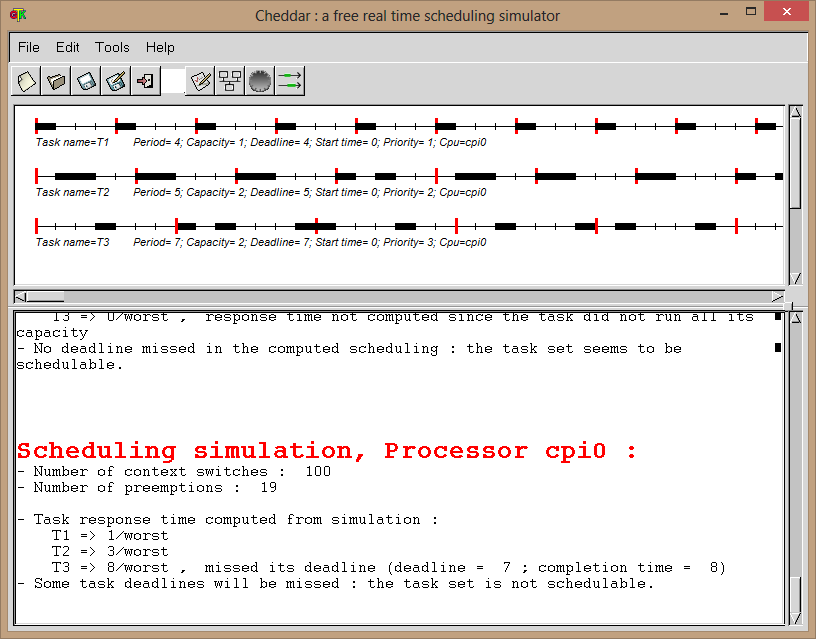 Cheddar : a free real time scheduling simulator
File Edit Tools Help
Task name=T1 Period= 4; Capacity= 1; Deadline= 4; Start time= 0; Priority= 1; Cpu=cpi0
Task name=T2 Period= 5; Capacity= 2; Deadline= 5; Start time= 0; Priority= 2; Cpu=cpi0
Task name=T3 Period= 7; Capacity= 2; Deadline= 7; Start time= 0; Priority= 3; Cpu=cpi0
T3 => 0/worst , response time not computed since the task did not run all its
capacity
- No deadline missed in the computed scheduling : the task set seems to be
schedulable.
Scheduling simulation, Processor cpi0 :
- Number of context switches : 100
- Number of preemptions : 19
- Task response time computed from simulation :
T1 => 1/worst
T2 => 3/worst
T3 => 8/worst , missed its deadline (deadline = 7 ; completion time = 8)
- Some task deadlines will be missed : the task set is not schedulable.